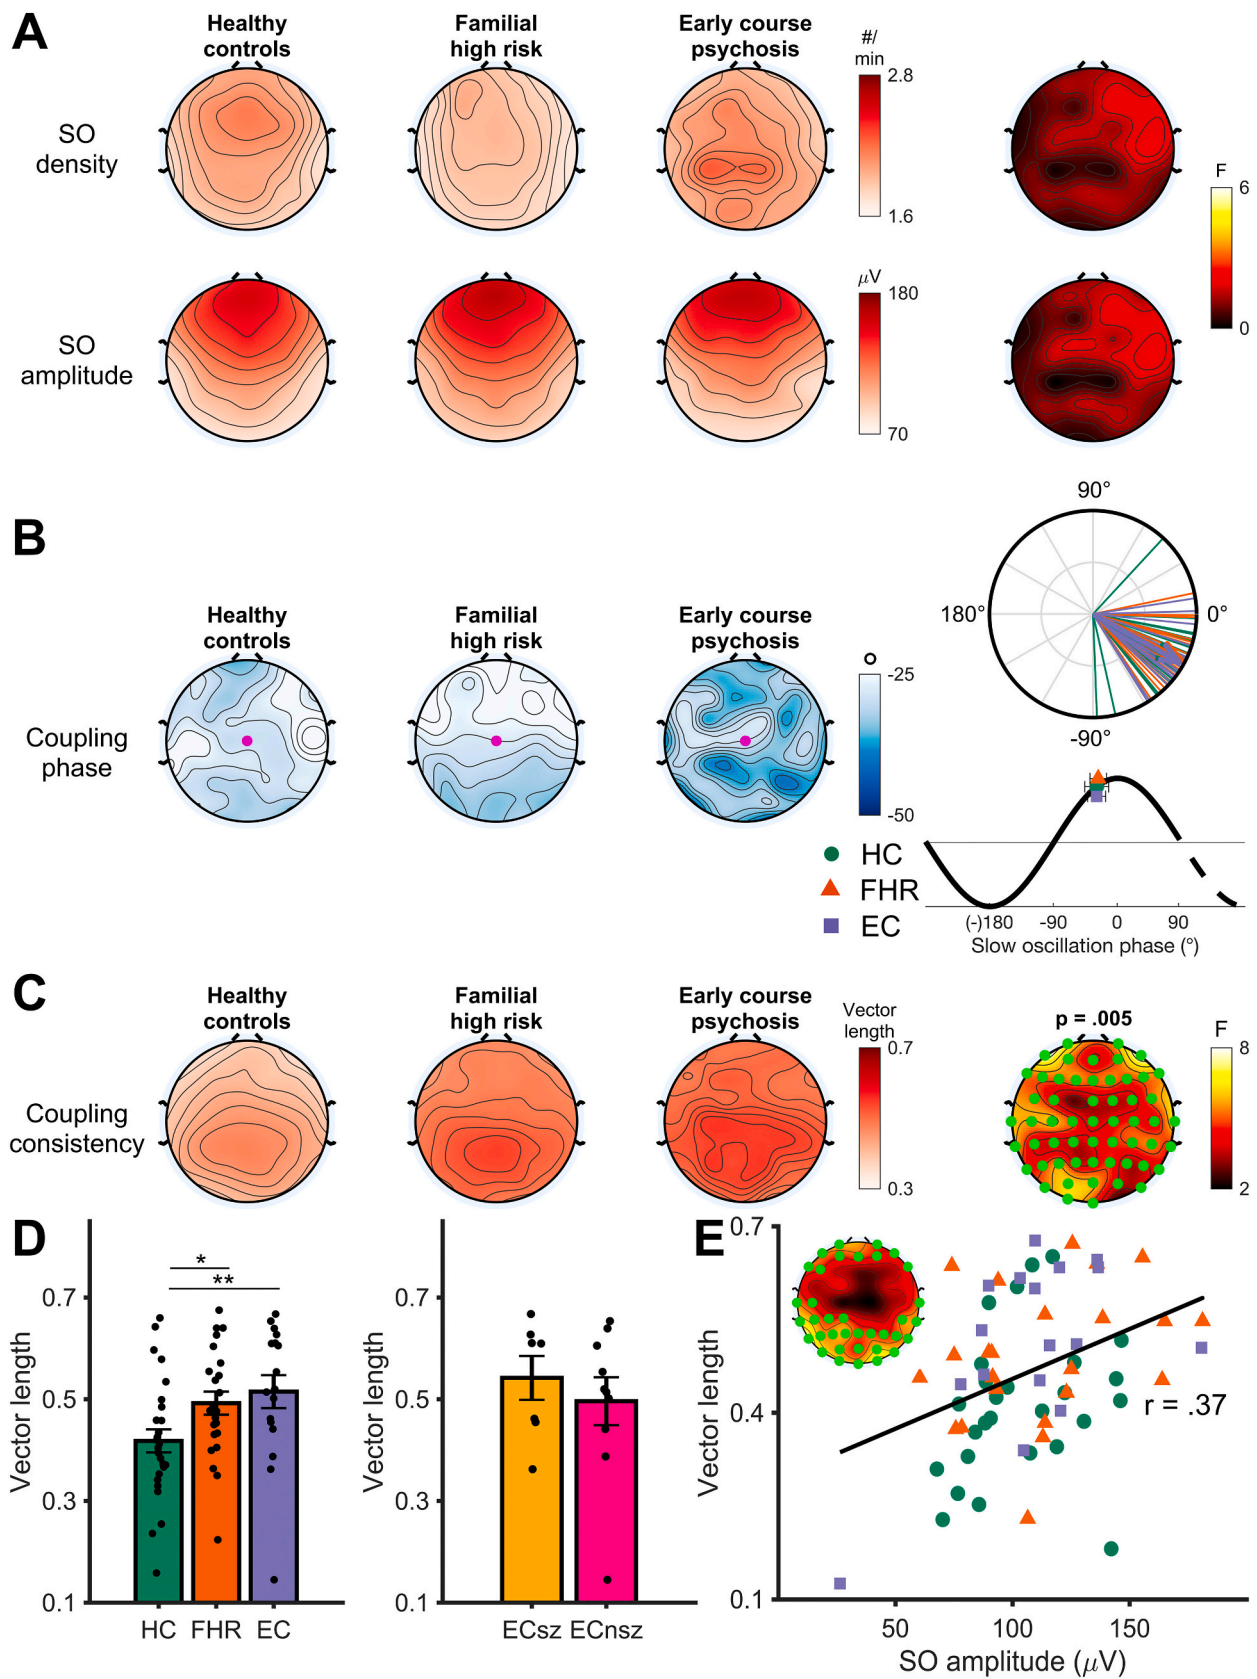 A
Healthy
controls
Familial
high risk
Early course
psychosis
#/
min
2.8
1.6
SO
density
F
6
0
SO
amplitude
μV
180
70
B
Healthy
controls
Familial
high risk
Early course
psychosis
Coupling
phase
-25
-50
90°
180°
0°
-90°
HC
FHR
EC
(-)180 -90 0 90
Slow oscillation phase (°)
C
Healthy
controls
Familial
high risk
Early course
psychosis
Vector
length
0.7
0.3
p = .005
F
8
2
Coupling
consistency
D
*
**
Vector length
0.7
0.5
0.3
0.1
HC FHR EC
Vector length
0.7
0.5
0.3
0.1
ECsz ECnsz
E
Vector length
0.7
0.4
0.1
r = .37
50 100 150
SO amplitude (μV)